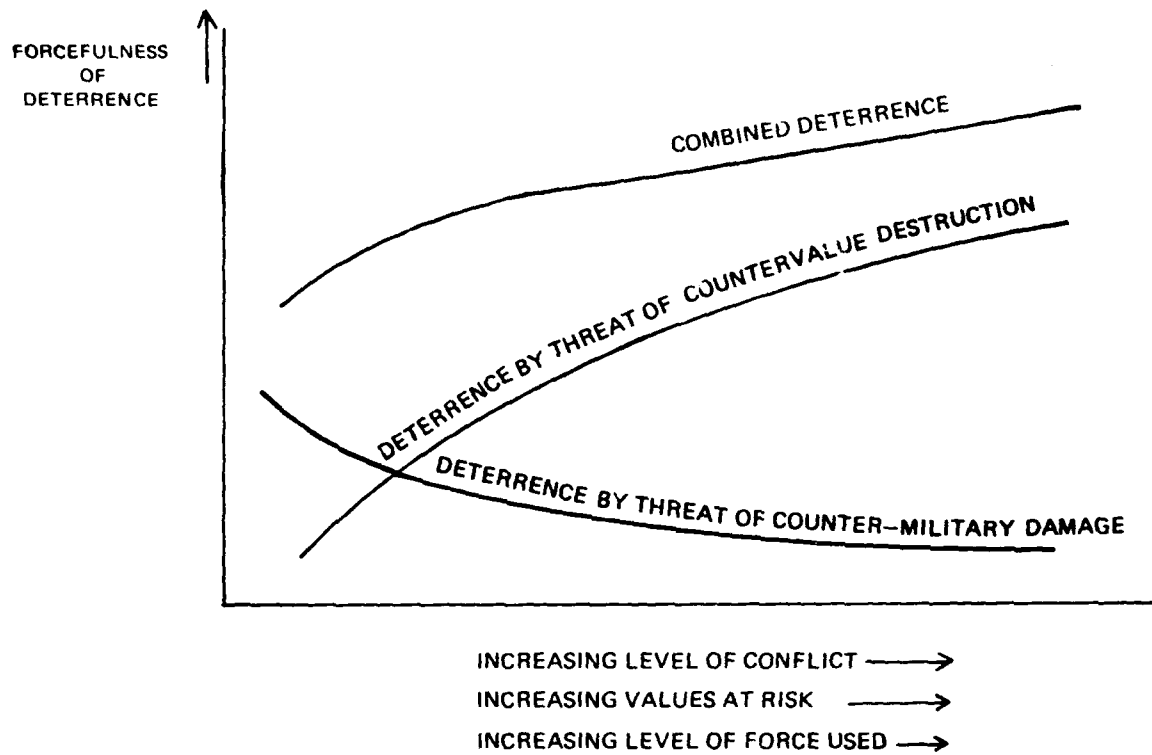 FORCEFULNESS
OF
DETERRENCE
COMBINED DETERRENCE
DETERRENCE BY THREAT OF COUNTERVALUE DESTRUCTION
DETERRENCE BY THREAT OF COUNTER-MILITARY DAMAGE
INCREASING LEVEL OF CONFLICT
INCREASING VALUES AT RISK
INCREASING LEVEL OF FORCE USED